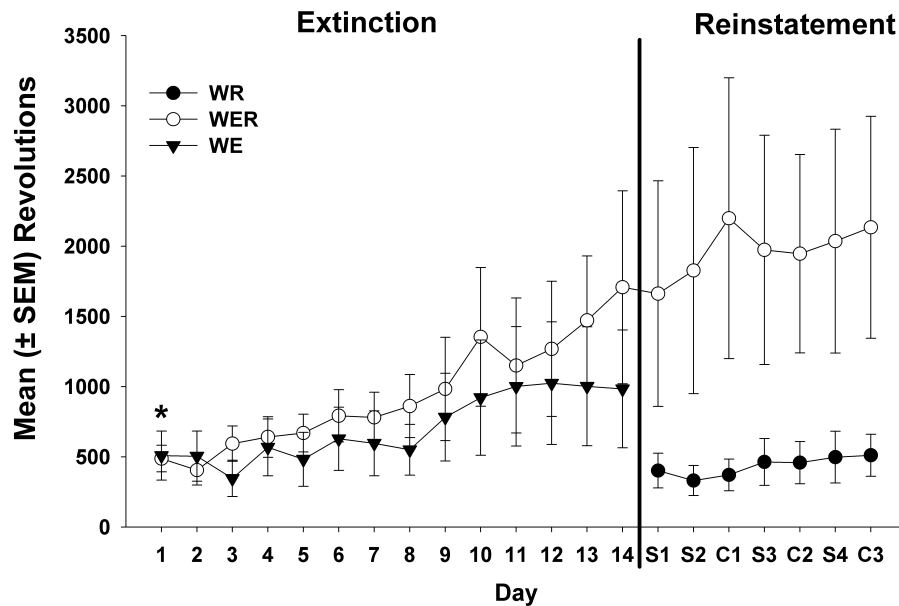 Extinction
Reinstatement
3500
3000
2500
2000
1500
1000
500
0
Mean (± SEM) Revolutions
WR
WER
WE
*
1 2 3 4 5 6 7 8 9 10 11 12 13 14 S1 S2 C1 S3 C2 S4 C3
Day